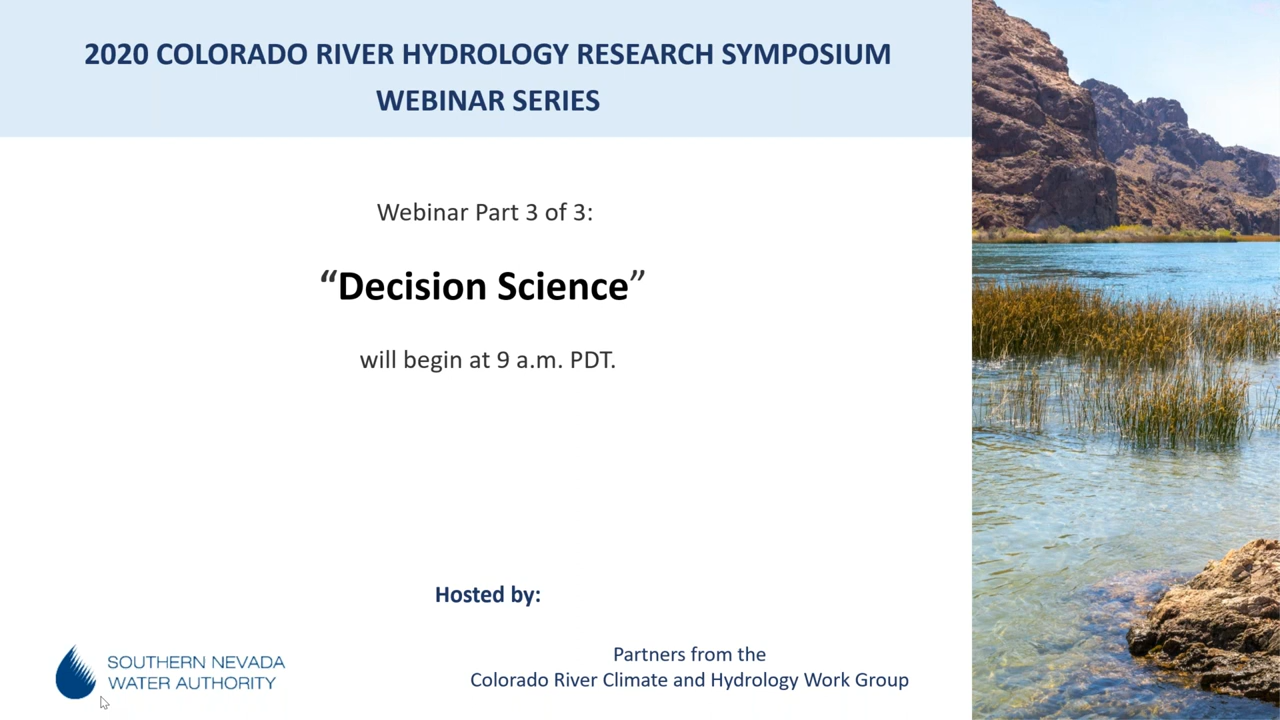 2020 COLORADO RIVER HYDROLOGY RESEARCH SYMPOSIUM
WEBINAR SERIES
Webinar Part 3 of 3:
“Decision Science”
will begin at 9 a.m. PDT.
Hosted by:
SOUTHERN NEVADA
WATER AUTHORITY
Partners from the
Colorado River Climate and Hydrology Work Group